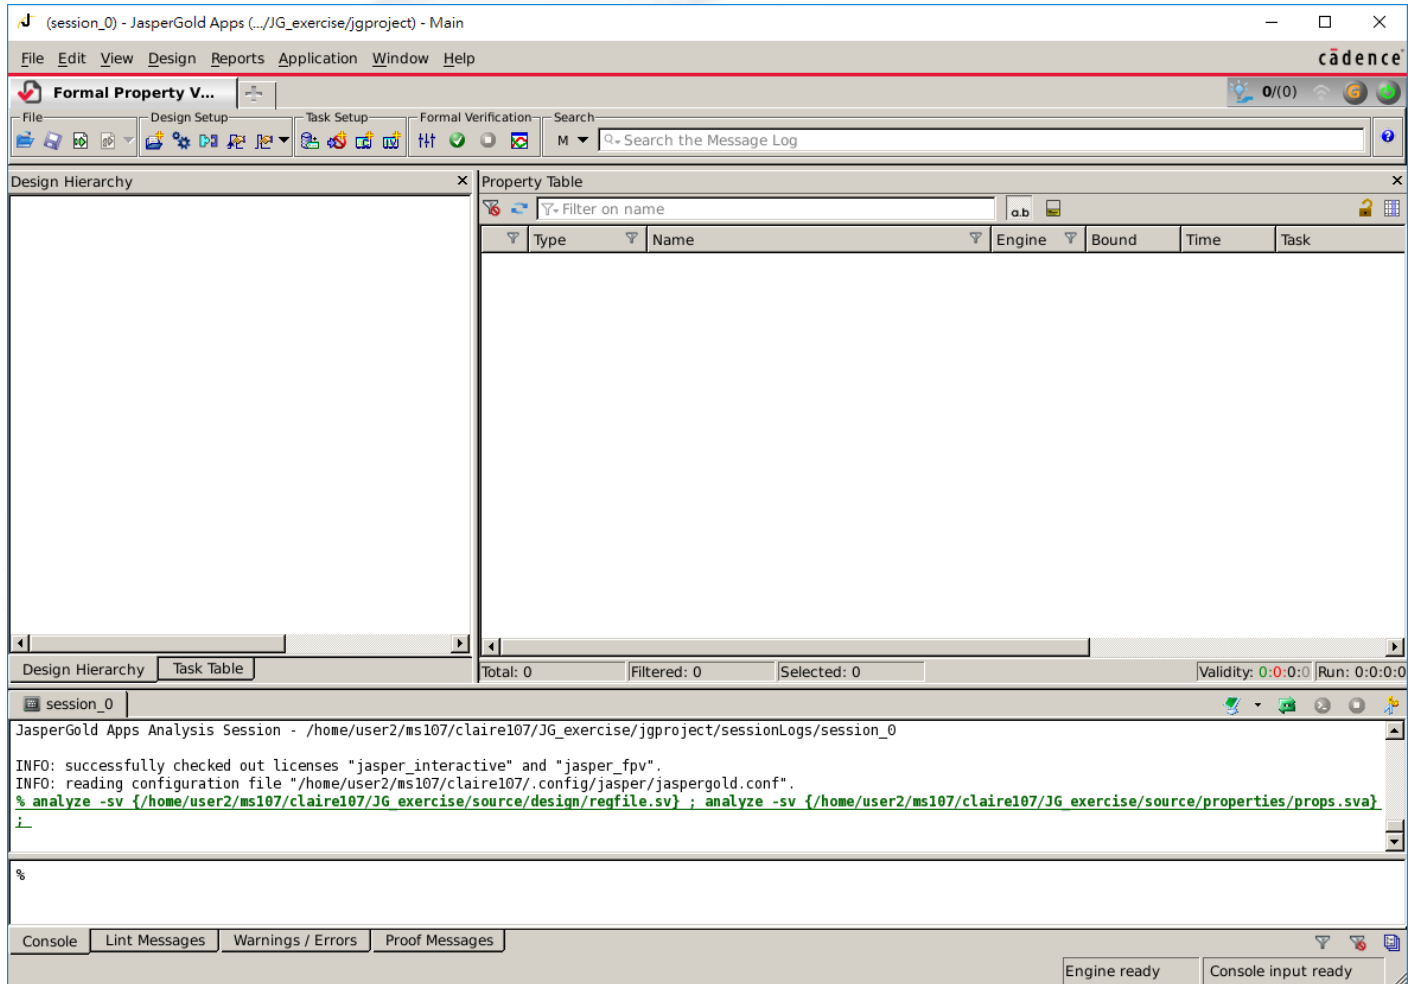 (session_0) - JasperGold Apps (.../JG_exercise/jgproject) - Main
File Edit View Design Reports Application Window Help
cādence
Formal Property V...
0/(0)
File Design Setup Task Setup Formal Verification Search
M Search the Message Log
Design Hierarchy
Property Table
Filter on name
a.b
Type Name Engine Bound Time Task
Design Hierarchy Task Table
Total: 0 Filtered: 0 Selected: 0 Validity: 0:0:0:0 Run: 0:0:0:0
session_0
JasperGold Apps Analysis Session - /home/user2/ms107/claire107/JG_exercise/jgproject/sessionLogs/session_0
INFO: successfully checked out licenses "jasper_interactive" and "jasper_fpv".
INFO: reading configuration file "/home/user2/ms107/claire107/.config/jasper/jaspergold.conf".
% analyze -sv {/home/user2/ms107/claire107/JG_exercise/source/design/regfile.sv} ; analyze -sv {/home/user2/ms107/claire107/JG_exercise/source/properties/props.sva}
;
%
Console Lint Messages Warnings / Errors Proof Messages
Engine ready Console input ready